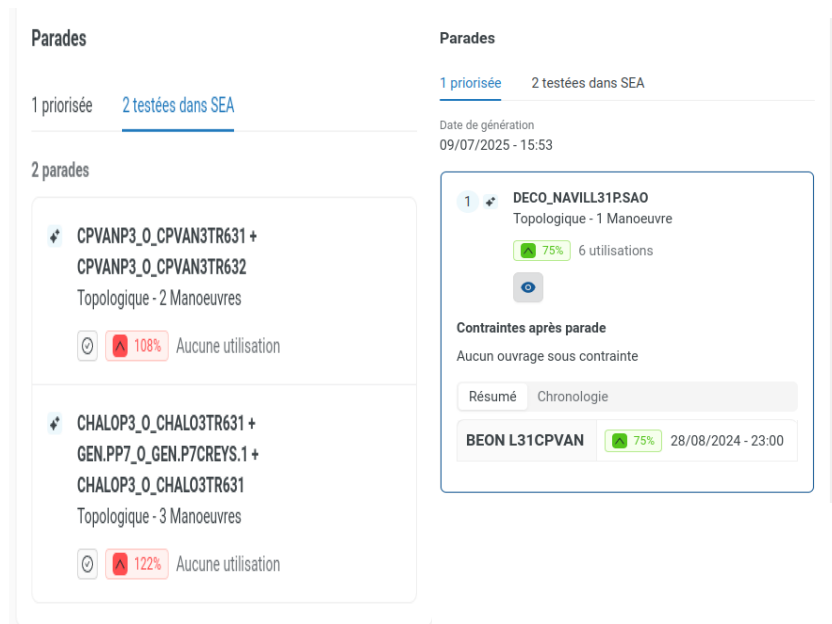 Parades
1 priorisée 2 testées dans SEA
2 parades
CPVANP3_O_CPVAN3TR631 +
CPVANP3_O_CPVAN3TR632
Topologique - 2 Manoeuvres
108% Aucune utilisation
CHALOP3_O_CHALO3TR631 +
GEN.PP7_O_GEN.P7CREYS.1 +
CHALOP3_O_CHALO3TR631
Topologique - 3 Manoeuvres
122% Aucune utilisation
Parades
1 priorisée 2 testées dans SEA
Date de génération
09/07/2025 - 15:53
1 DECO_NAVILL31P.SAO
Topologique - 1 Manoeuvre
75% 6 utilisations
Contraintes après parade
Aucun ouvrage sous contrainte
Résumé Chronologie
BEON L31CPVAN 75% 28/08/2024 - 23:00